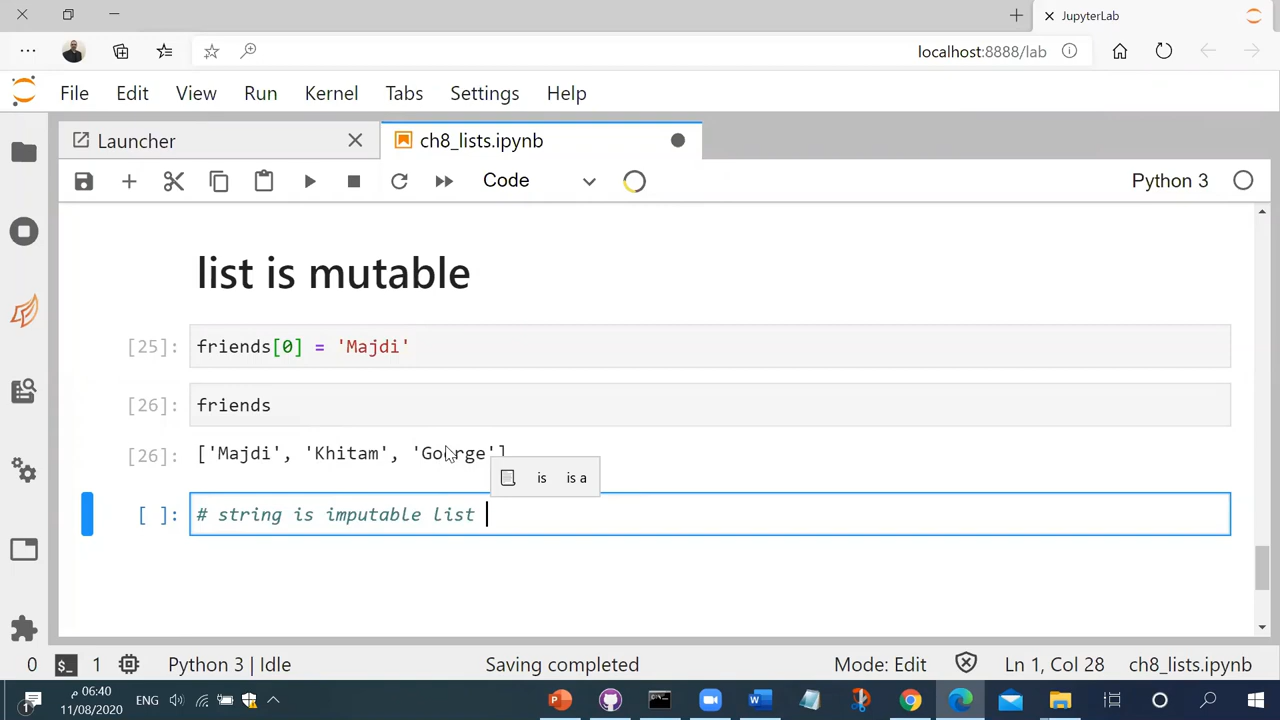 JupyterLab
localhost:8888/lab
File Edit View Run Kernel Tabs Settings Help
Launcher
ch8_lists.ipynb
Code
Python 3
list is mutable
[25]: friends[0] = 'Majdi'
[26]: friends
[26]: ['Majdi', 'Khitam', 'George']
is is a
[ ]: # string is imputable list
0 $_ 1 Python 3 | Idle Saving completed Mode: Edit Ln 1, Col 28 ch8_lists.ipynb
1 ENG 06:40 م
11/08/2020